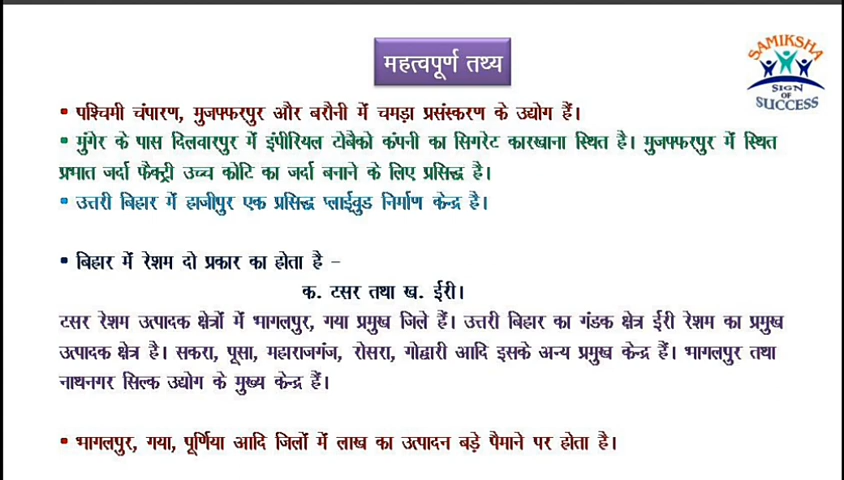 महत्वपूर्ण तथ्य
SAMIKSHA
SIGN
OF
SUCCESS
▪ पश्चिमी चंपारण, मुजफ्फरपुर और बरौनी में चमड़ा प्रसंस्करण के उद्योग हैं।
▪ मुंगेर के पास दिलवारपुर में इंपीरियल टोबैको कंपनी का सिगरेट कारखाना स्थित है। मुजफ्फरपुर में स्थित
प्रभात जर्दा फैक्ट्री उच्च कोटि का जर्दा बनाने के लिए प्रसिद्ध है।
▪ उत्तरी बिहार में हाजीपुर एक प्रसिद्ध प्लाईवुड निर्माण केन्द्र है।
▪ बिहार में रेशम दो प्रकार का होता है –
क. टसर तथा ख. ईरी।
टसर रेशम उत्पादक क्षेत्रों में भागलपुर, गया प्रमुख जिले हैं। उत्तरी बिहार का गंडक क्षेत्र ईरी रेशम का प्रमुख
उत्पादक क्षेत्र है। सकरा, पूसा, महाराजगंज, रोसरा, गोद्वारी आदि इसके अन्य प्रमुख केन्द्र हैं। भागलपुर तथा
नाथनगर सिल्क उद्योग के मुख्य केन्द्र हैं।
▪ भागलपुर, गया, पूर्णिया आदि जिलों में लाख का उत्पादन बड़े पैमाने पर होता है।